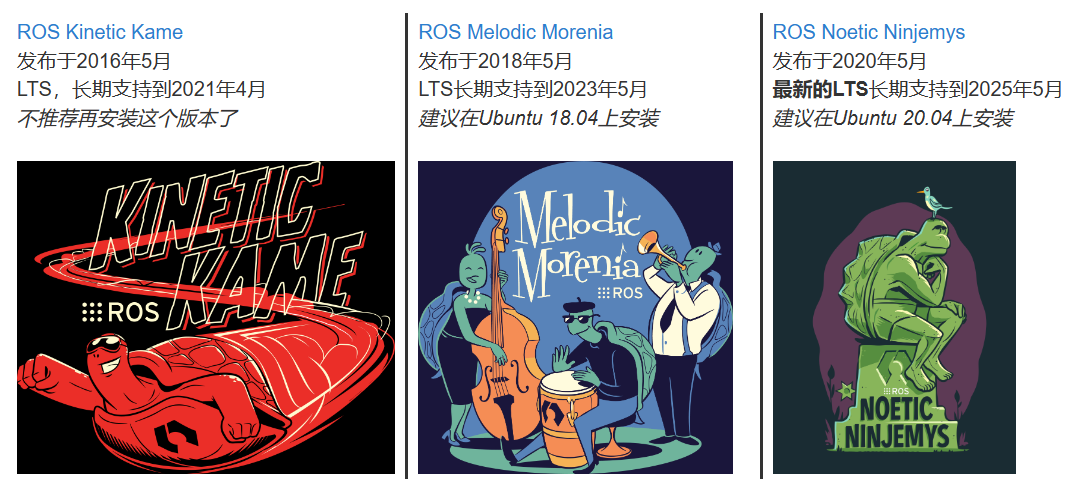 ROS Kinetic Kame
发布于2016年5月
LTS，长期支持到2021年4月
不推荐再安装这个版本了
KINETIC
KAME
ROS
ROS Melodic Morenia
发布于2018年5月
LTS长期支持到2023年5月
建议在Ubuntu 18.04上安装
Melodic
Morenia
ROS
ROS Noetic Ninjemys
发布于2020年5月
最新的LTS长期支持到2025年5月
建议在Ubuntu 20.04上安装
ROS
NOETIC
NINJEMYS